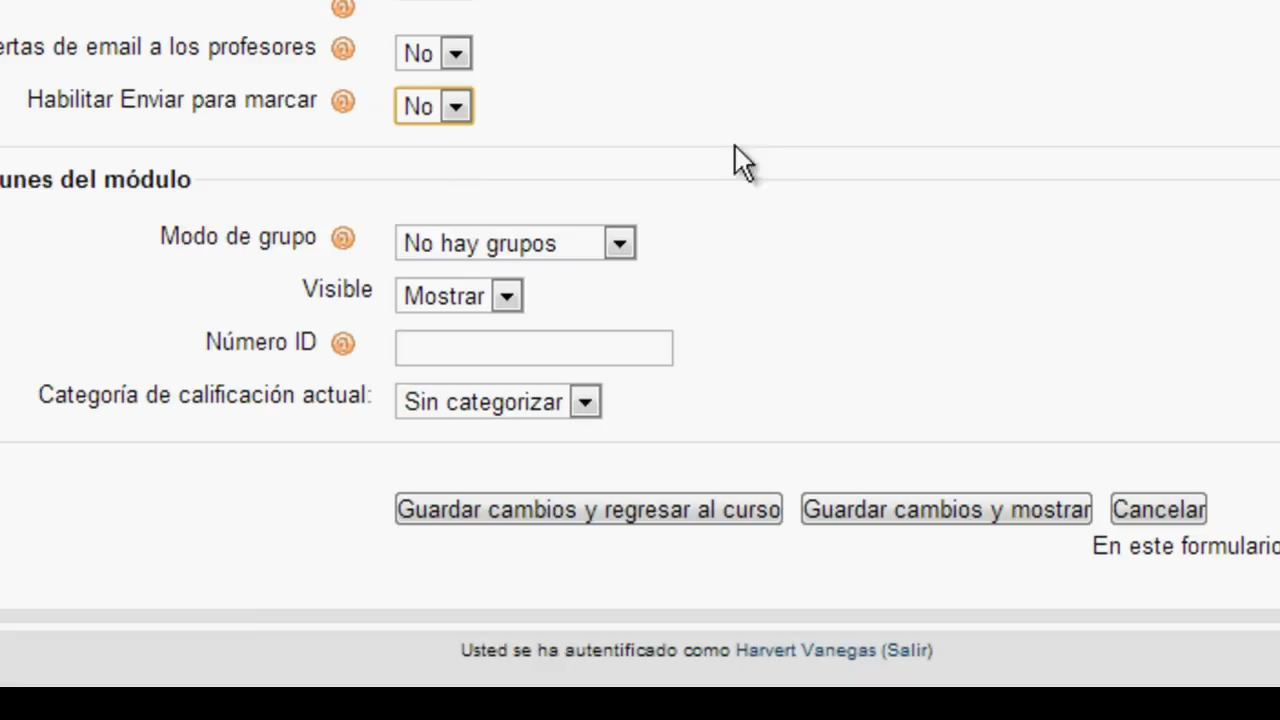 ertas de email a los profesores No
Habilitar Enviar para marcar No
unes del módulo
Modo de grupo No hay grupos
Visible Mostrar
Número ID
Categoría de calificación actual: Sin categorizar
Guardar cambios y regresar al curso Guardar cambios y mostrar Cancelar
En este formulario
Usted se ha autentificado como Harvert Vanegas (Salir)